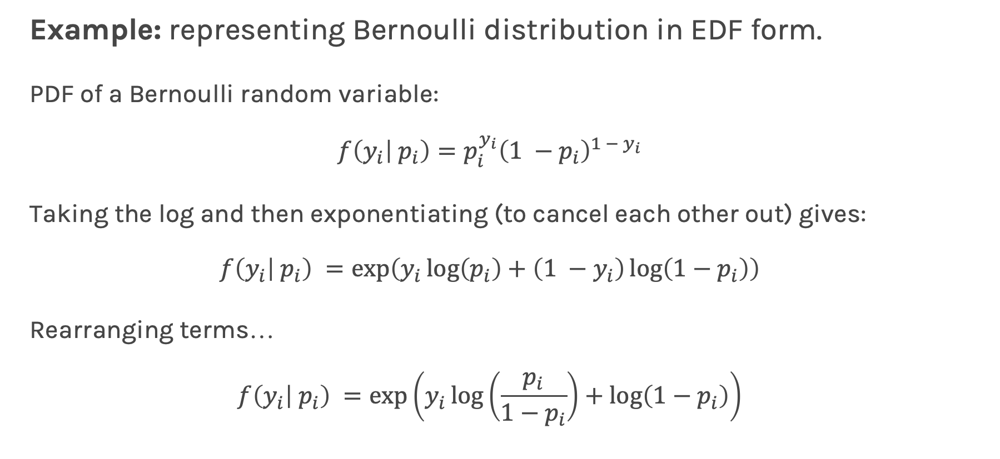 Example: representing Bernoulli distribution in EDF form.
PDF of a Bernoulli random variable:
$f(y_i | p_i) = p_i^{y_i}(1 - p_i)^{1 - y_i}$
Taking the log and then exponentiating (to cancel each other out) gives:
$f(y_i | p_i) = \exp(y_i \log(p_i) + (1 - y_i) \log(1 - p_i))$
Rearranging terms…
$f(y_i | p_i) = \exp\left(y_i \log\left(\frac{p_i}{1 - p_i}\right) + \log(1 - p_i)\right)$